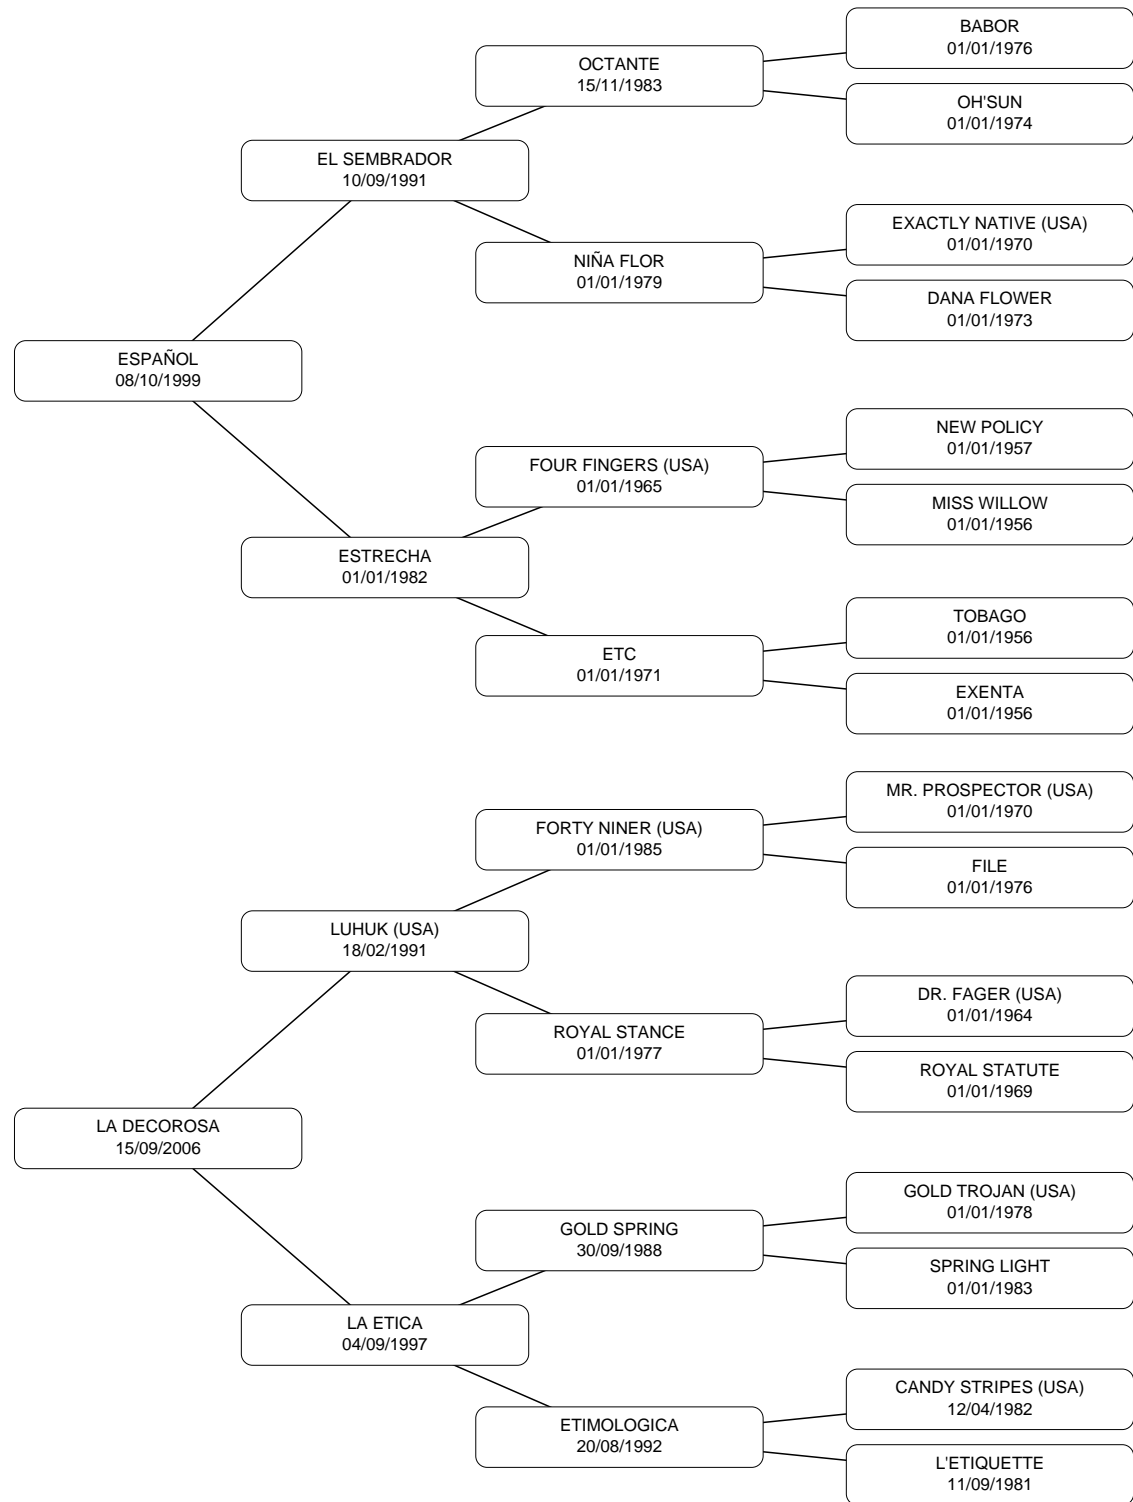 BABOR
01/01/1976
OCTANTE
15/11/1983
OH'SUN
01/01/1974
EL SEMBRADOR
10/09/1991
EXACTLY NATIVE (USA)
01/01/1970
NIÑA FLOR
01/01/1979
DANA FLOWER
01/01/1973
ESPAÑOL
08/10/1999
NEW POLICY
01/01/1957
FOUR FINGERS (USA)
01/01/1965
MISS WILLOW
01/01/1956
ESTRECHA
01/01/1982
TOBAGO
01/01/1956
ETC
01/01/1971
EXENTA
01/01/1956
MR. PROSPECTOR (USA)
01/01/1970
FORTY NINER (USA)
01/01/1985
FILE
01/01/1976
LUHUK (USA)
18/02/1991
DR. FAGER (USA)
01/01/1964
ROYAL STANCE
01/01/1977
ROYAL STATUTE
01/01/1969
LA DECOROSA
15/09/2006
GOLD TROJAN (USA)
01/01/1978
GOLD SPRING
30/09/1988
SPRING LIGHT
01/01/1983
LA ETICA
04/09/1997
CANDY STRIPES (USA)
12/04/1982
ETIMOLOGICA
20/08/1992
L'ETIQUETTE
11/09/1981